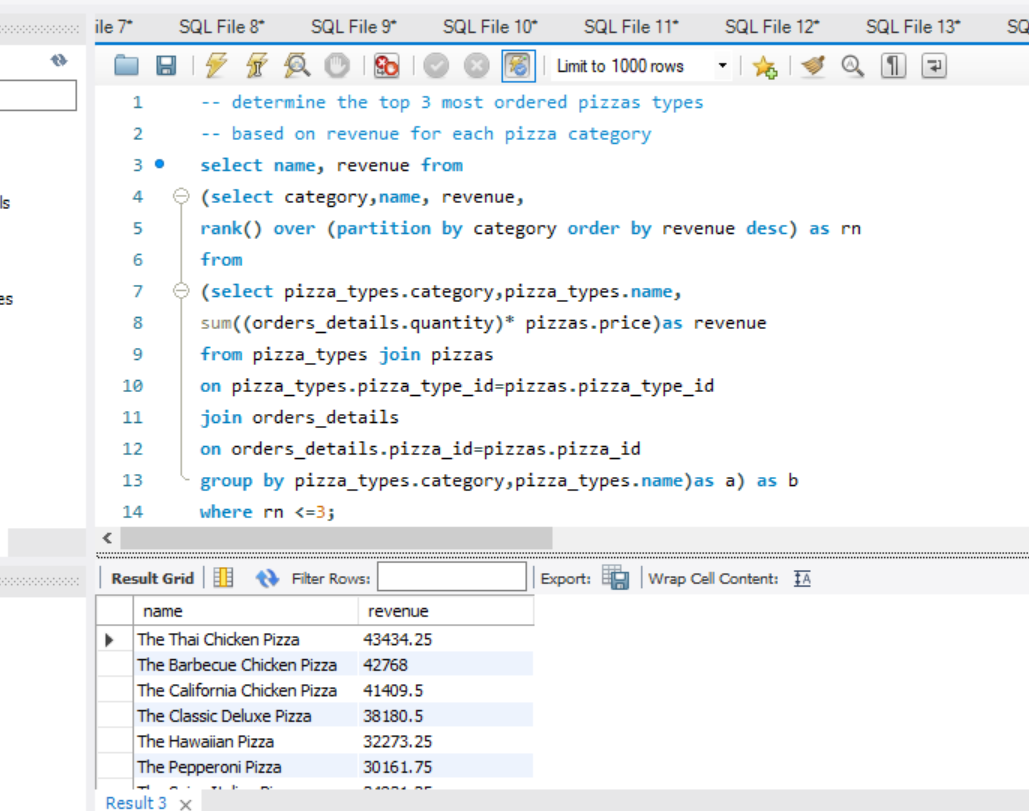 ile 7* SQL File 8* SQL File 9* SQL File 10* SQL File 11* SQL File 12* SQL File 13* SQ
Limit to 1000 rows
1 -- determine the top 3 most ordered pizzas types
2 -- based on revenue for each pizza category
3 select name, revenue from
ls
4 (select category,name, revenue,
5 rank() over (partition by category order by revenue desc) as rn
6 from
es
7 (select pizza_types.category,pizza_types.name,
8 sum((orders_details.quantity)* pizzas.price)as revenue
9 from pizza_types join pizzas
10 on pizza_types.pizza_type_id=pizzas.pizza_type_id
11 join orders_details
12 on orders_details.pizza_id=pizzas.pizza_id
13 group by pizza_types.category,pizza_types.name)as a) as b
14 where rn <=3;
Result Grid Filter Rows: Export: Wrap Cell Content: IA
name revenue
The Thai Chicken Pizza 43434.25
The Barbecue Chicken Pizza 42768
The California Chicken Pizza 41409.5
The Classic Deluxe Pizza 38180.5
The Hawaiian Pizza 32273.25
The Pepperoni Pizza 30161.75
Result 3